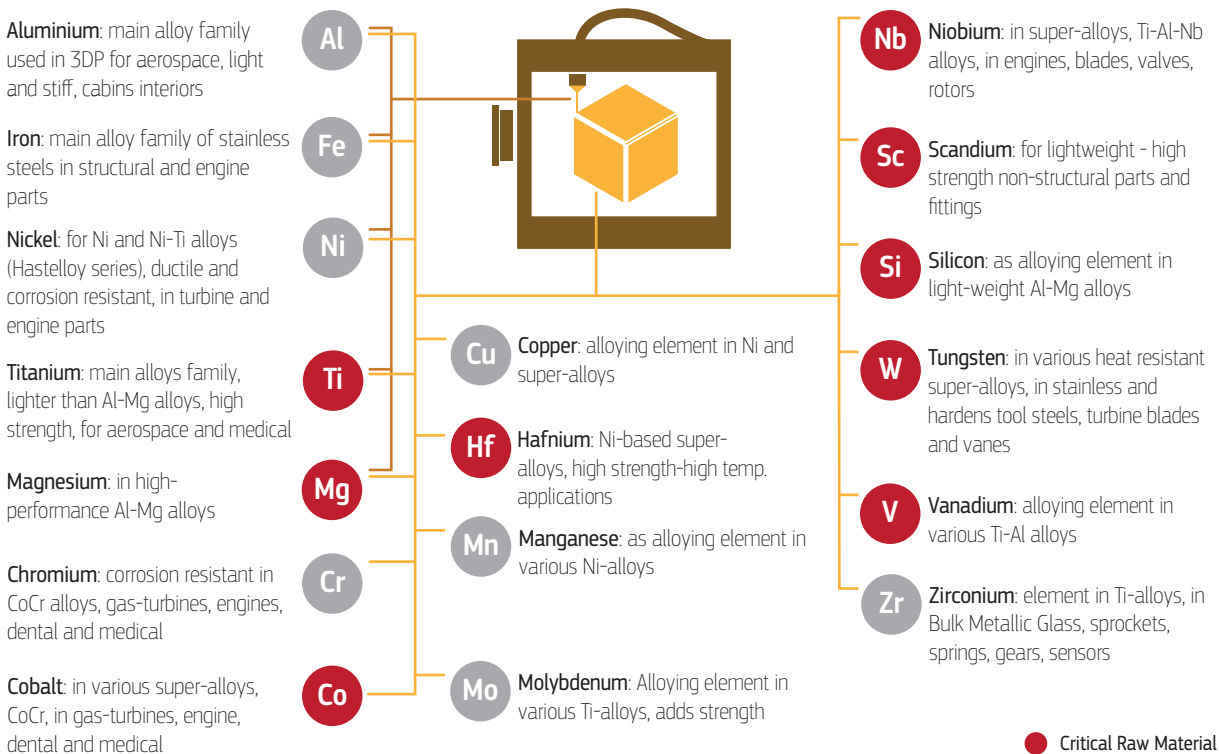 Aluminium: main alloy family
used in 3DP for aerospace, light
and stiff, cabins interiors
Al
Iron: main alloy family of stainless
steels in structural and engine
parts
Fe
Nickel: for Ni and Ni-Ti alloys
(Hastelloy series), ductile and
corrosion resistant, in turbine and
engine parts
Ni
Titanium: main alloys family,
lighter than Al-Mg alloys, high
strength, for aerospace and medical
Ti
Magnesium: in high-
performance Al-Mg alloys
Mg
Chromium: corrosion resistant in
CoCr alloys, gas-turbines, engines,
dental and medical
Cr
Cobalt: in various super-alloys,
CoCr, in gas-turbines, engine,
dental and medical
Co
Cu
Copper: alloying element in Ni and
super-alloys
Hf
Hafnium: Ni-based super-
alloys, high strength-high temp.
applications
Mn
Manganese: as alloying element in
various Ni-alloys
Mo
Molybdenum: Alloying element in
various Ti-alloys, adds strength
Nb
Niobium: in super-alloys, Ti-Al-Nb
alloys, in engines, blades, valves,
rotors
Sc
Scandium: for lightweight - high
strength non-structural parts and
fittings
Si
Silicon: as alloying element in
light-weight Al-Mg alloys
W
Tungsten: in various heat resistant
super-alloys, in stainless and
hardens tool steels, turbine blades
and vanes
V
Vanadium: alloying element in
various Ti-Al alloys
Zr
Zirconium: element in Ti-alloys, in
Bulk Metallic Glass, sprockets,
springs, gears, sensors
Critical Raw Material